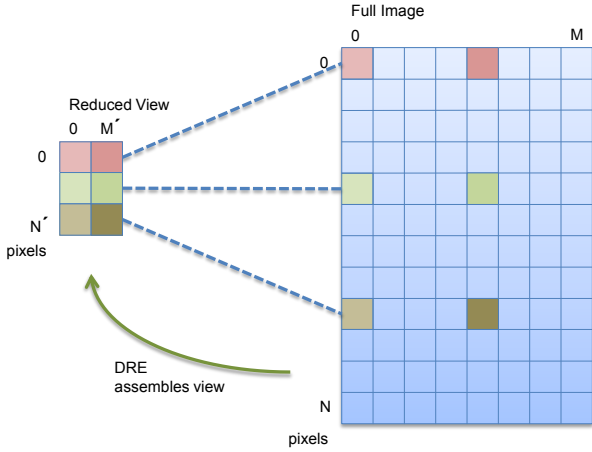 Full Image
0 M
0
Reduced View
0 M´
0
N´
pixels
DRE
assembles view
N
pixels